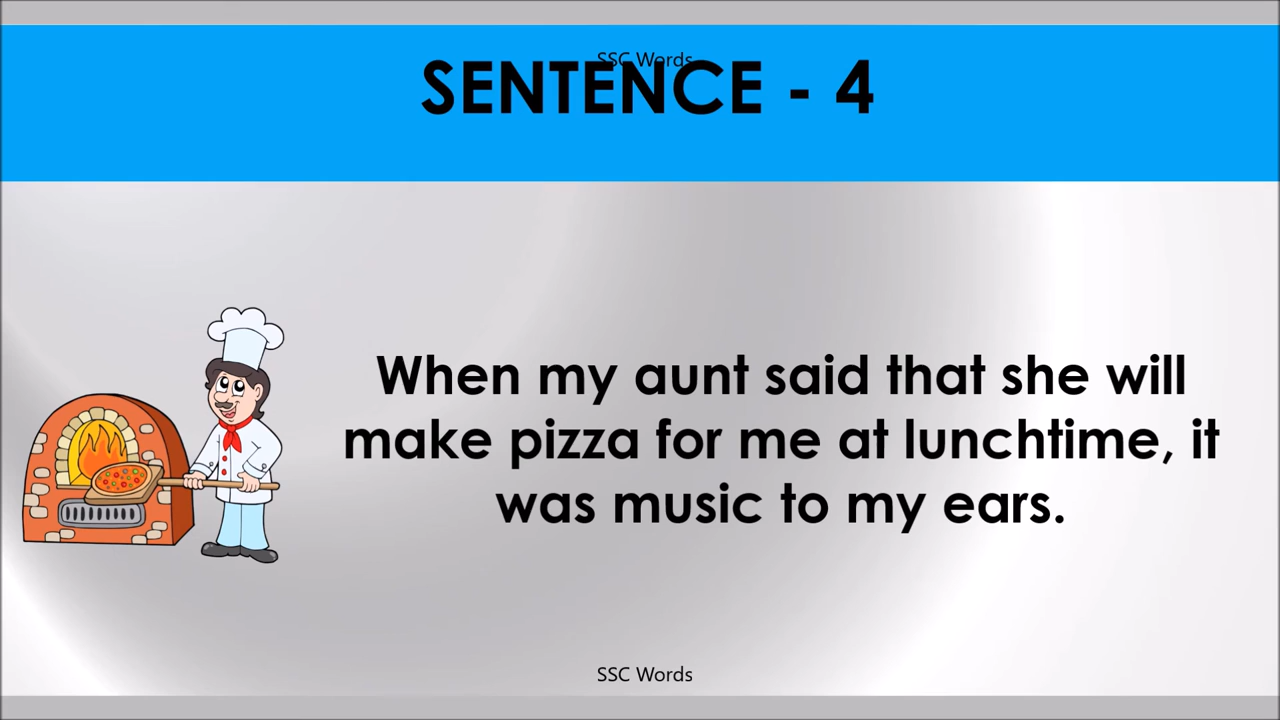 SSC Words
SENTENCE - 4
When my aunt said that she will
make pizza for me at lunchtime, it
was music to my ears.
SSC Words